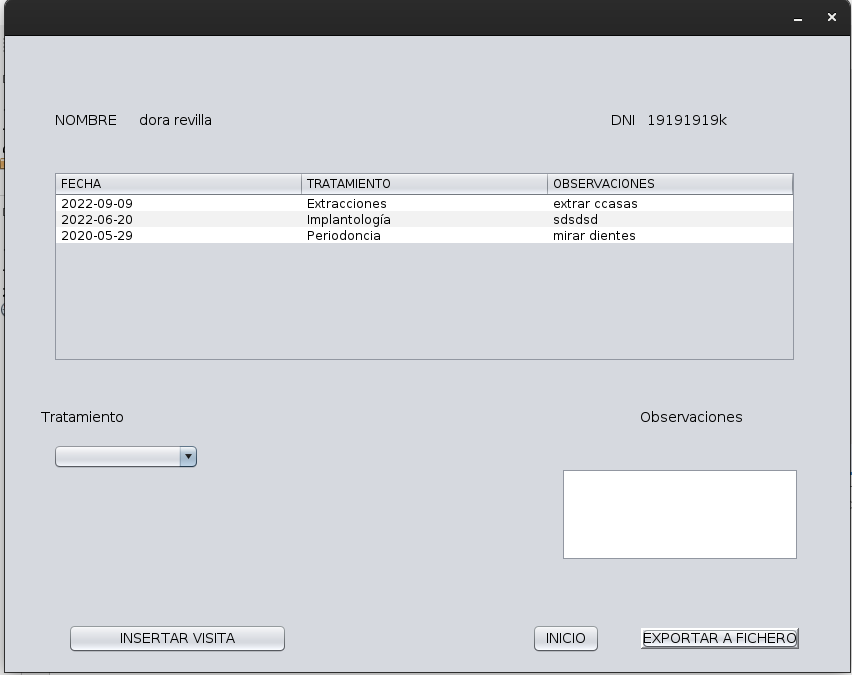 NOMBRE dora revilla DNI 19191919k
FECHA TRATAMIENTO OBSERVACIONES
2022-09-09 Extracciones extrar ccasas
2022-06-20 Implantología sdsdsd
2020-05-29 Periodoncia mirar dientes
Tratamiento Observaciones
INSERTAR VISITA INICIO EXPORTAR A FICHERO